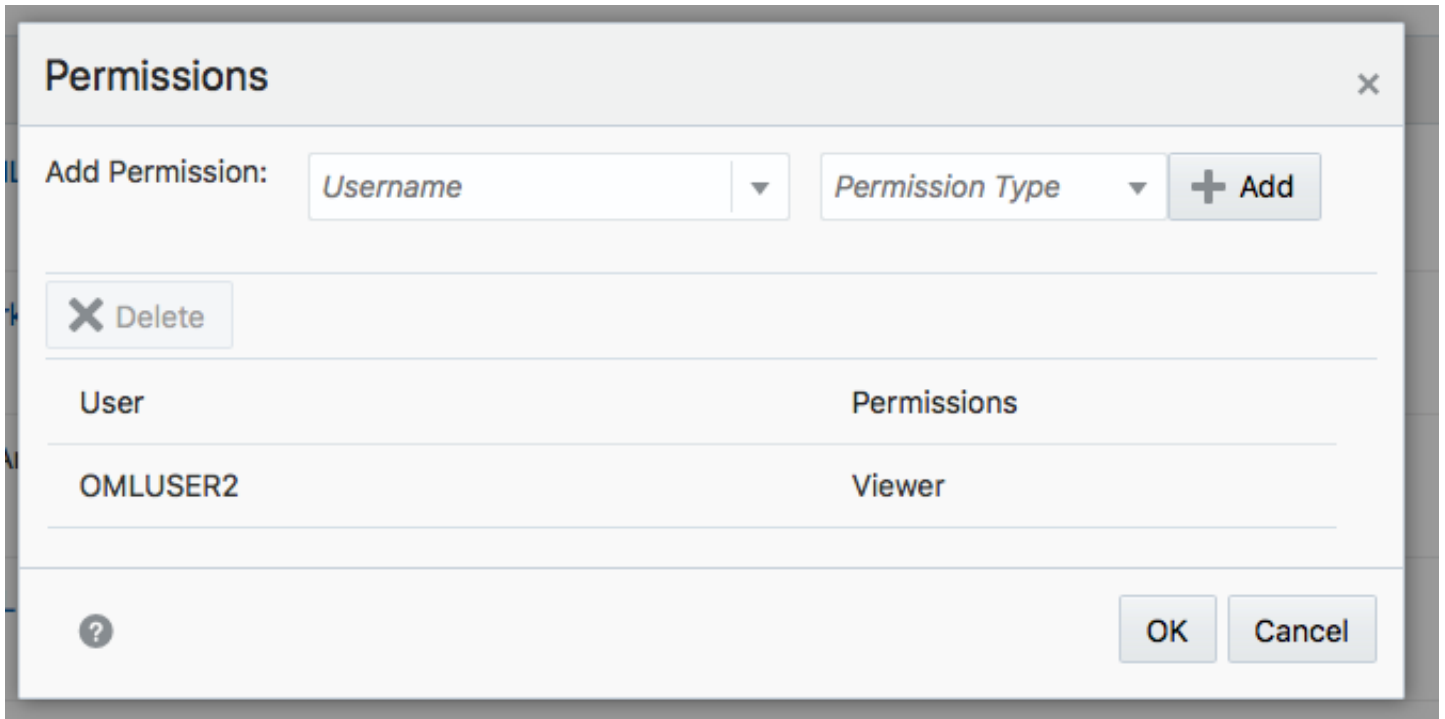 Permissions
Add Permission: Username Permission Type Add
Delete
User Permissions
OMLUSER2 Viewer
OK Cancel